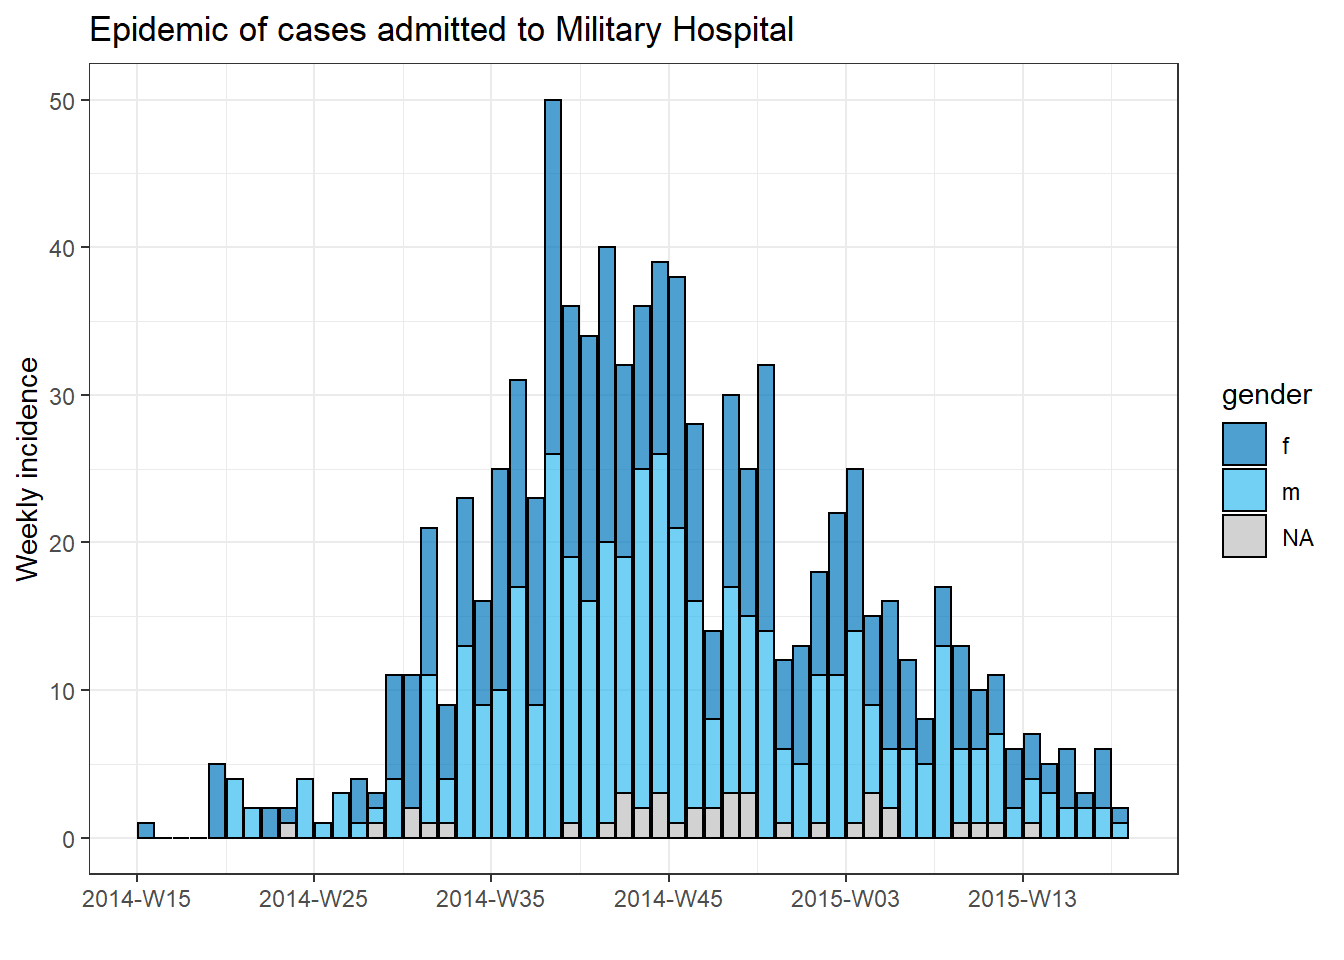 Epidemic of cases admitted to Military Hospital
Weekly incidence
50
40
30
20
10
0
2014-W15 2014-W25 2014-W35 2014-W45 2015-W03 2015-W13
gender
f
m
NA